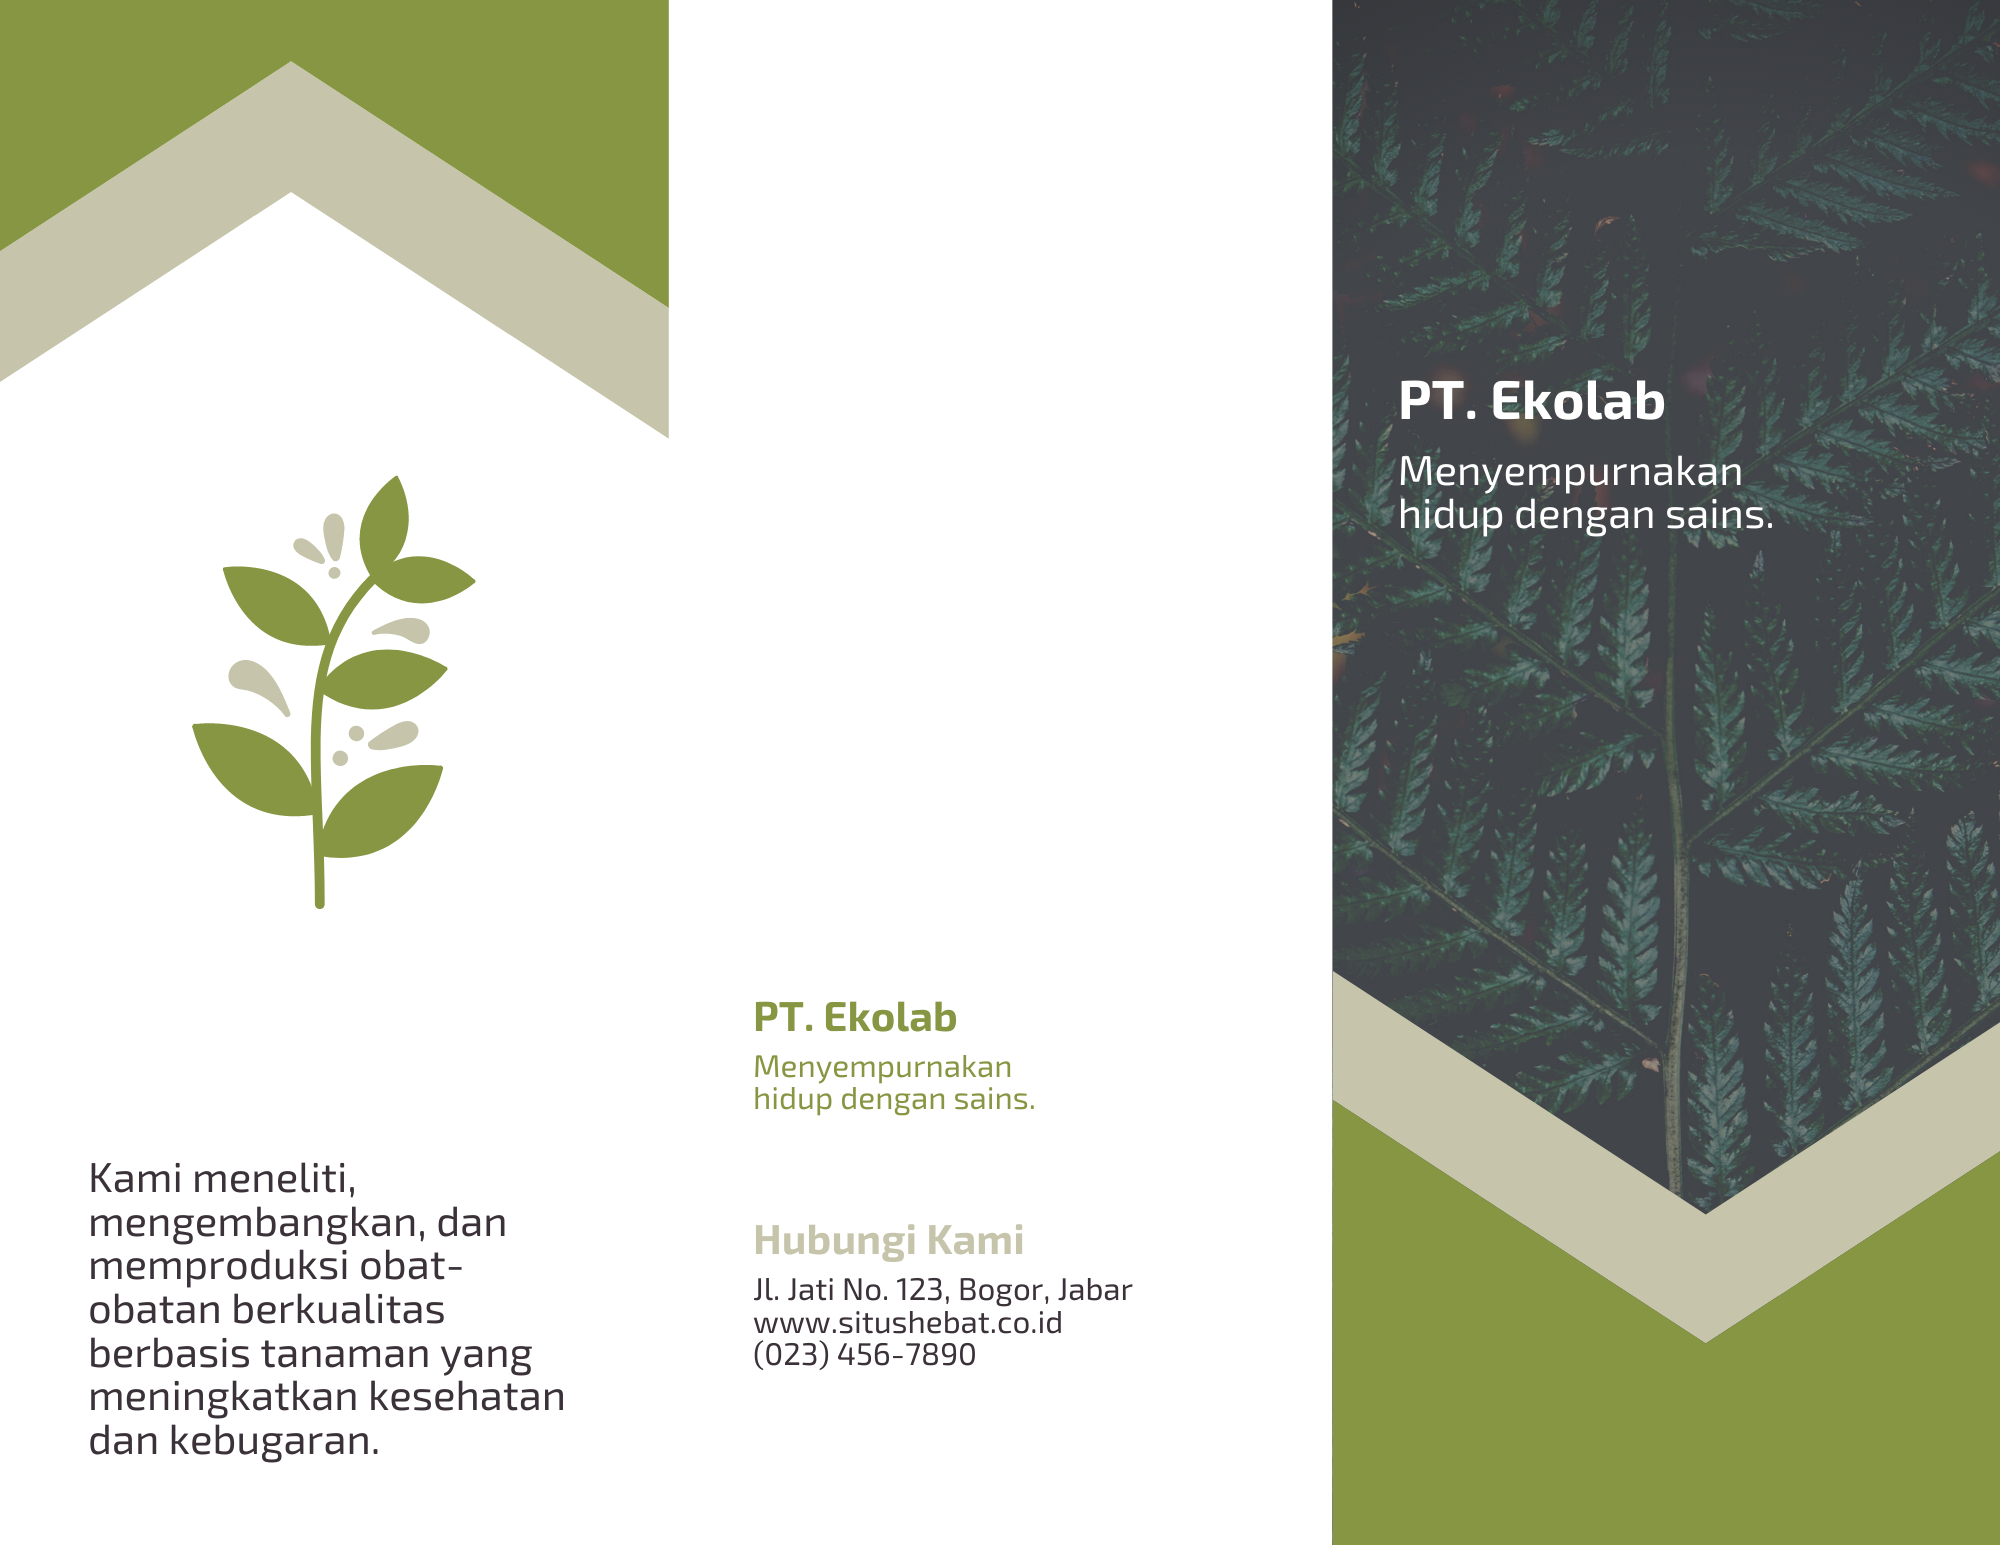 Kami meneliti,
mengembangkan, dan
memproduksi obat-
obatan berkualitas
berbasis tanaman yang
meningkatkan kesehatan
dan kebugaran.
PT. Ekolab
Menyempurnakan
hidup dengan sains.
Hubungi Kami
Jl. Jati No. 123, Bogor, Jabar
www.situshebat.co.id
(023) 456-7890
PT. Ekolab
Menyempurnakan
hidup dengan sains.